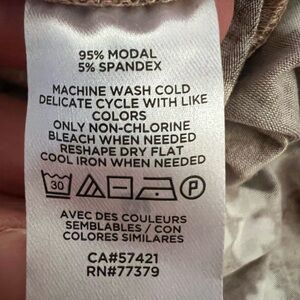 95% MODAL
5% SPANDEX
MACHINE WASH COLD
DELICATE CYCLE WITH LIKE
COLORS
ONLY NON-CHLORINE
BLEACH WHEN NEEDED
RESHAPE DRY FLAT
COOL IRON WHEN NEEDED
30 P
AVEC DES COULEURS
SEMBLABLES / CON
COLORES SIMILARES
CA#57421
RN#77379